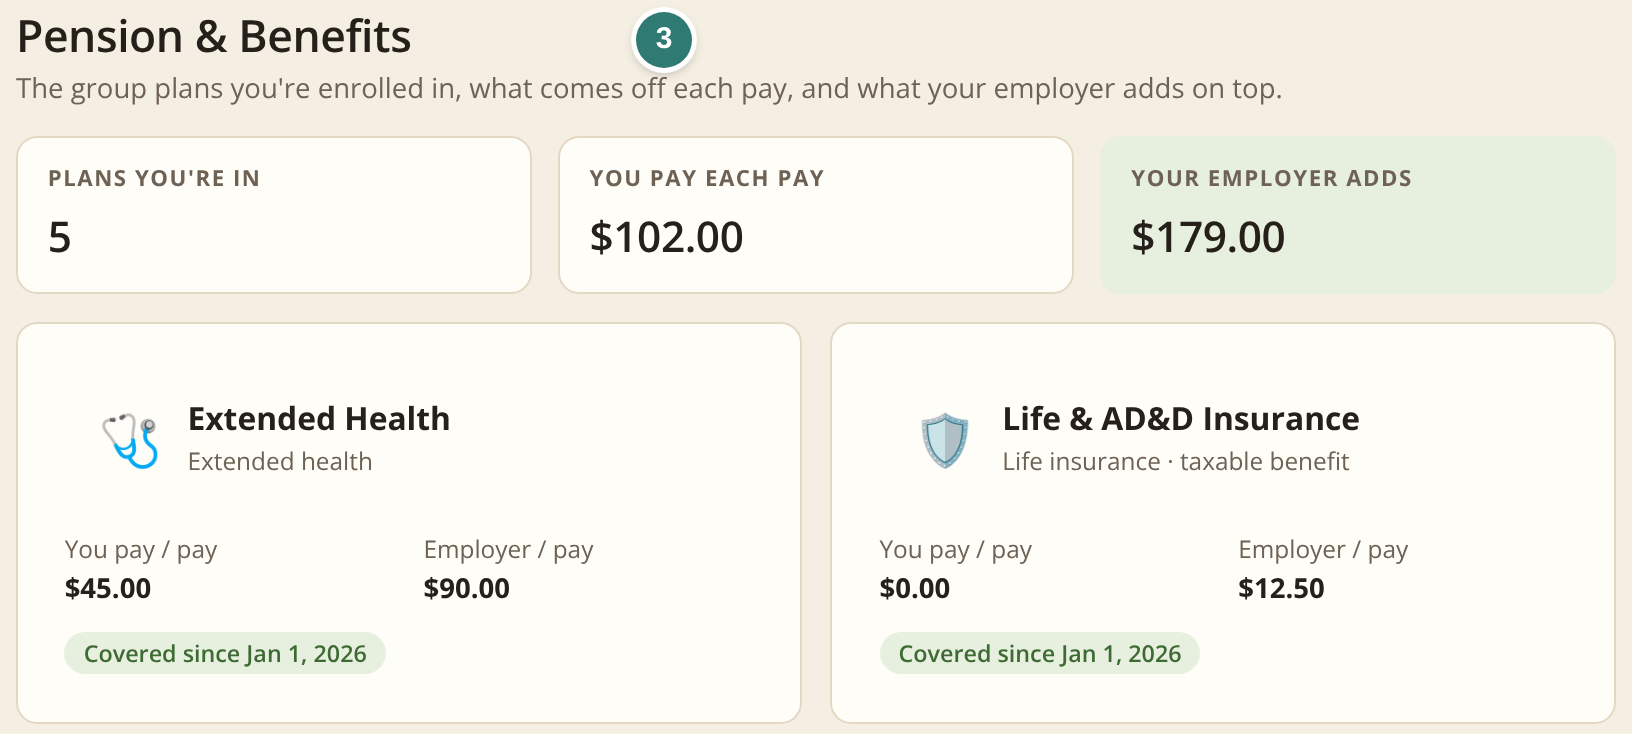 Pension & Benefits
3
The group plans you're enrolled in, what comes off each pay, and what your employer adds on top.
PLANS YOU'RE IN
5
YOU PAY EACH PAY
$102.00
YOUR EMPLOYER ADDS
$179.00
Extended Health
Extended health
You pay / pay
$45.00
Employer / pay
$90.00
Covered since Jan 1, 2026
Life & AD&D Insurance
Life insurance · taxable benefit
You pay / pay
$0.00
Employer / pay
$12.50
Covered since Jan 1, 2026